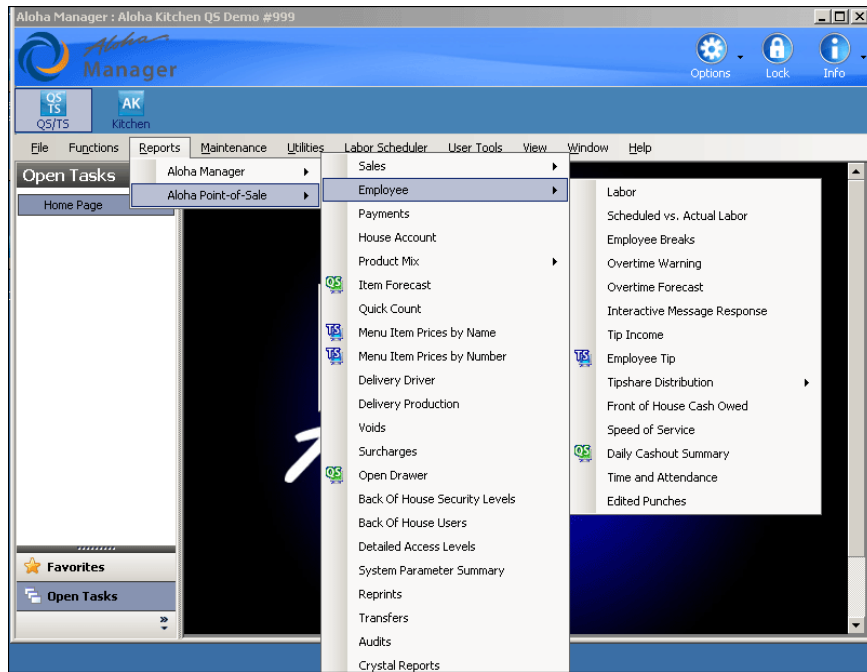 Aloha Manager : Aloha Kitchen QS Demo #999
Aloha
Manager
Options
Lock
Info
QS
TS
QS/TS
AK
Kitchen
File Functions Reports Maintenance Utilities Labor Scheduler User Tools View Window Help
Open Tasks
Home Page
Aloha Manager
Aloha Point-of-Sale
Sales
Employee
Payments
House Account
Product Mix
QS Item Forecast
Quick Count
TS Menu Item Prices by Name
TS Menu Item Prices by Number
Delivery Driver
Delivery Production
Voids
Surcharges
QS Open Drawer
Back Of House Security Levels
Back Of House Users
Detailed Access Levels
System Parameter Summary
Reprints
Transfers
Audits
Crystal Reports
Labor
Scheduled vs. Actual Labor
Employee Breaks
Overtime Warning
Overtime Forecast
Interactive Message Response
Tip Income
TS Employee Tip
Tipshare Distribution
Front of House Cash Owed
Speed of Service
QS Daily Cashout Summary
Time and Attendance
Edited Punches
Favorites
Open Tasks